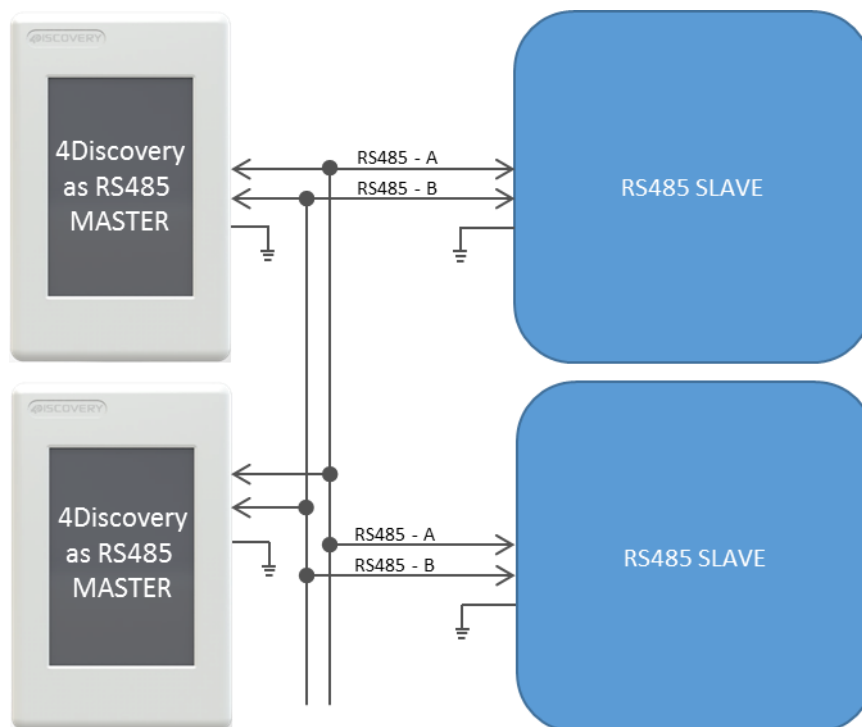 4DISCOVERY
4Discovery
as RS485
MASTER
RS485 - A
RS485 - B
RS485 SLAVE
4DISCOVERY
4Discovery
as RS485
MASTER
RS485 - A
RS485 - B
RS485 SLAVE